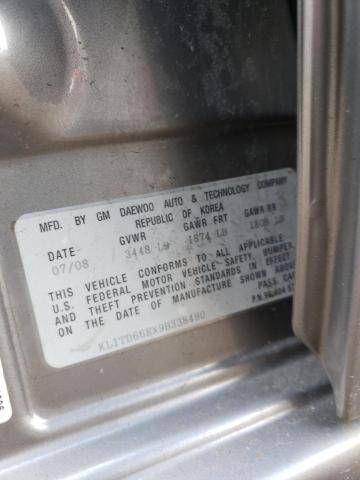 MFD. BY GM DAEWOO AUTO & TECHNOLOGY COMPANY
REPUBLIC OF KOREA
DATE GVWR GAWR FRT GAWR RR
07/08 3448 LB 1874 LB LB
THIS VEHICLE CONFORMS TO ALL APPLICABLE
U.S. FEDERAL MOTOR VEHICLE SAFETY, BUMPER,
AND THEFT PREVENTION STANDARDS IN EFFECT
ON THE DATE OF MANUFACTURE SHOWN ABOVE
KL1TD66EX9B338490